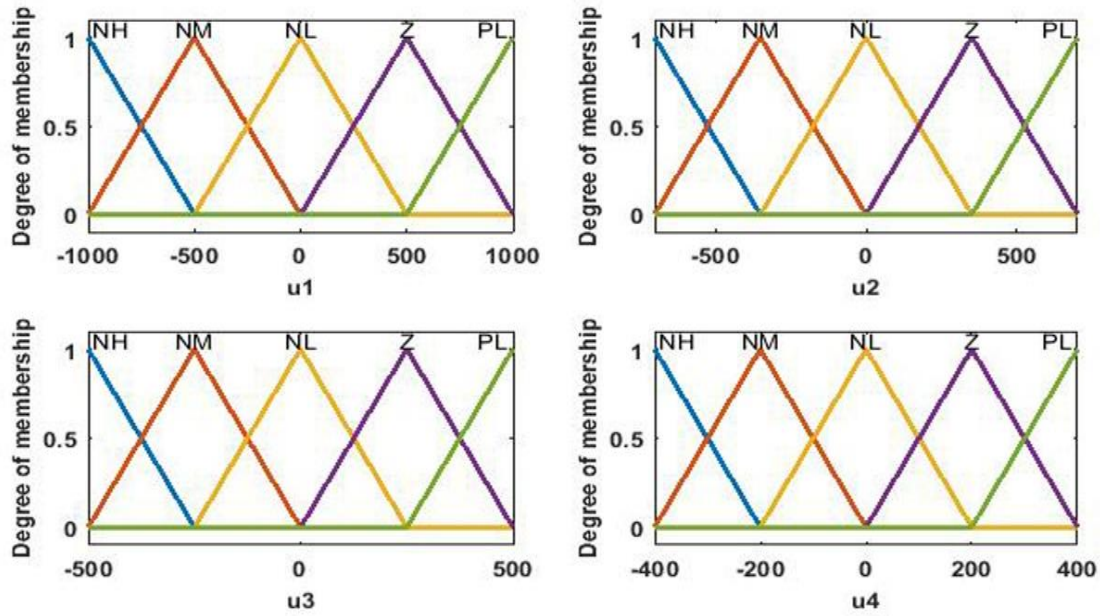 Degree of membership
1
0.5
0
NH NM NL Z PL
-1000 -500 0 500 1000
u1
Degree of membership
1
0.5
0
NH NM NL Z PL
-500 0 500
u2
Degree of membership
1
0.5
0
NH NM NL Z PL
-500 0 500
u3
Degree of membership
1
0.5
0
NH NM NL Z PL
-400 -200 0 200 400
u4